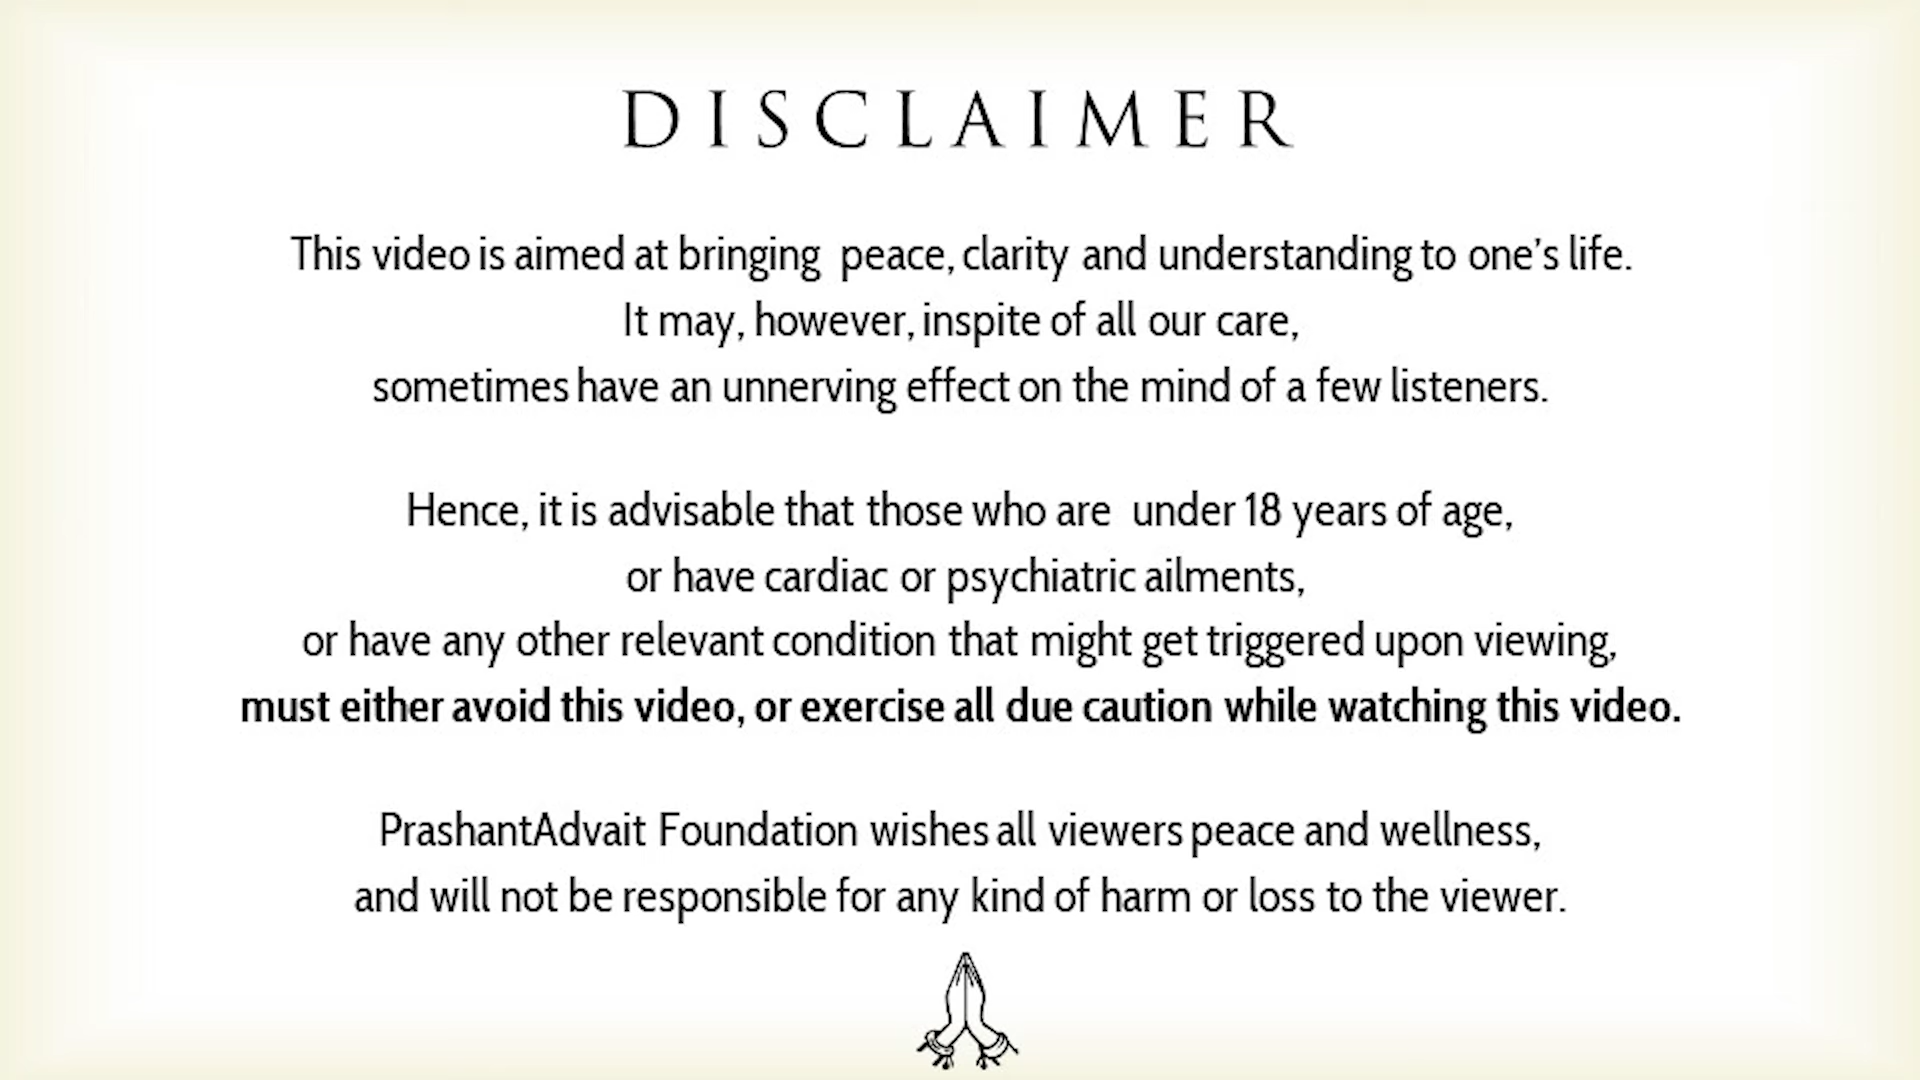 DISCLAIMER
This video is aimed at bringing peace, clarity and understanding to one's life.
It may, however, inspite of all our care,
sometimes have an unnerving effect on the mind of a few listeners.
Hence, it is advisable that those who are under 18 years of age,
or have cardiac or psychiatric ailments,
or have any other relevant condition that might get triggered upon viewing,
must either avoid this video, or exercise all due caution while watching this video.
PrashantAdvait Foundation wishes all viewers peace and wellness,
and will not be responsible for any kind of harm or loss to the viewer.